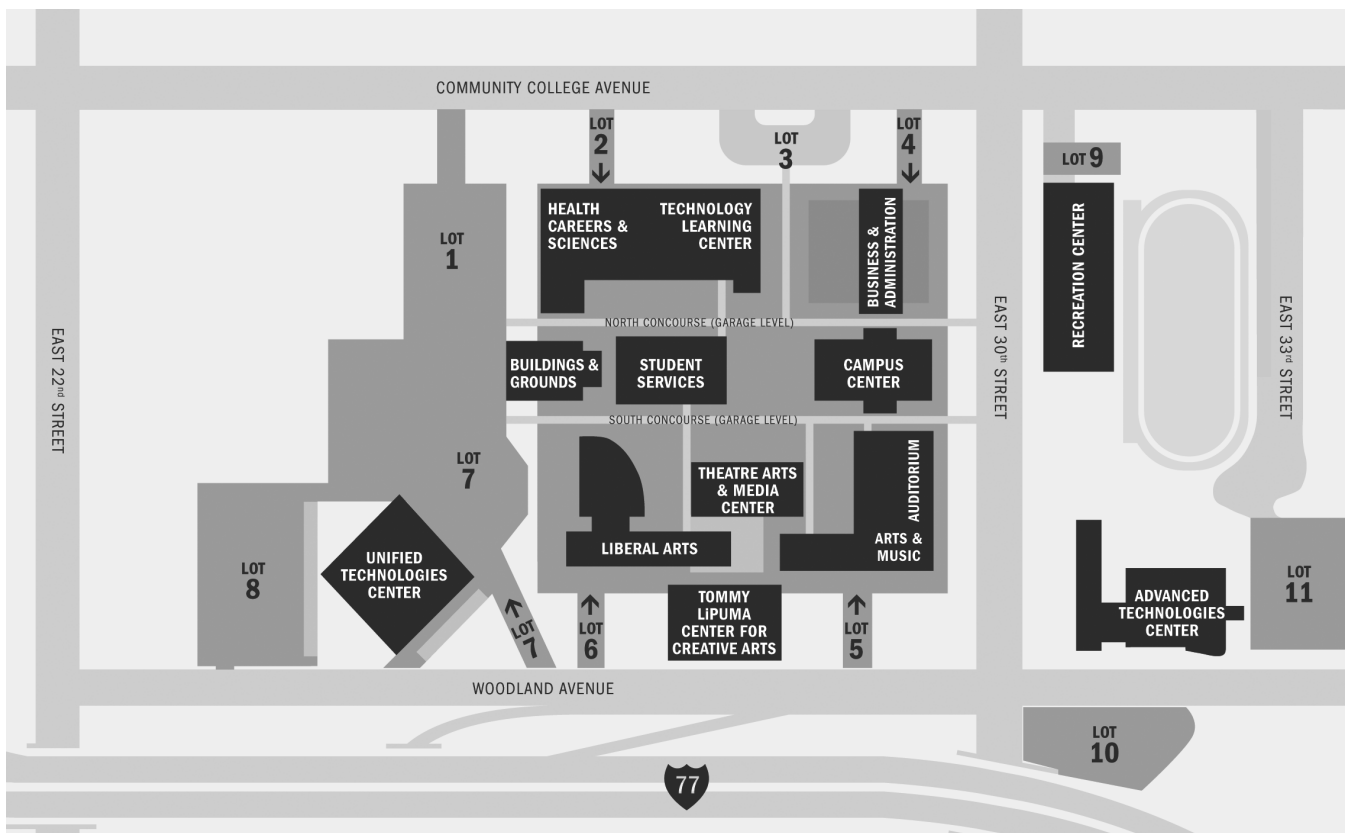 COMMUNITY COLLEGE AVENUE
LOT
2
LOT
3
LOT
4
LOT 9
HEALTH
CAREERS &
SCIENCES
TECHNOLOGY
LEARNING
CENTER
BUSINESS &
ADMINISTRATION
RECREATION CENTER
LOT
1
EAST 22nd STREET
EAST 30th STREET
EAST 33rd STREET
NORTH CONCOURSE (GARAGE LEVEL)
BUILDINGS &
GROUNDS
STUDENT
SERVICES
CAMPUS
CENTER
SOUTH CONCOURSE (GARAGE LEVEL)
LOT
7
THEATRE ARTS
& MEDIA
CENTER
AUDITORIUM
ARTS &
MUSIC
LIBERAL ARTS
UNIFIED
TECHNOLOGIES
CENTER
LOT
8
LOT
7
LOT
6
TOMMY
LiPUMA
CENTER FOR
CREATIVE ARTS
LOT
5
ADVANCED
TECHNOLOGIES
CENTER
LOT
11
WOODLAND AVENUE
LOT
10
77